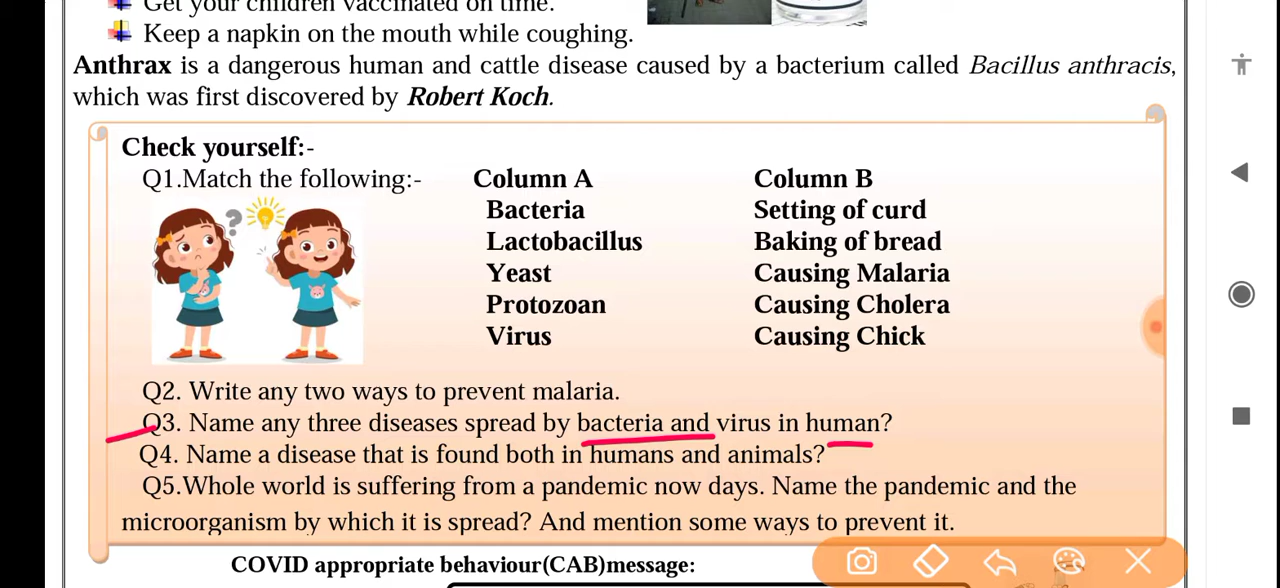 Get your children vaccinated on time.
Keep a napkin on the mouth while coughing.
Anthrax is a dangerous human and cattle disease caused by a bacterium called Bacillus anthracis,
which was first discovered by Robert Koch.
Check yourself:-
Q1.Match the following:- Column A Column B
Bacteria Setting of curd
Lactobacillus Baking of bread
Yeast Causing Malaria
Protozoan Causing Cholera
Virus Causing Chick
Q2. Write any two ways to prevent malaria.
Q3. Name any three diseases spread by bacteria and virus in human?
Q4. Name a disease that is found both in humans and animals?
Q5.Whole world is suffering from a pandemic now days. Name the pandemic and the
microorganism by which it is spread? And mention some ways to prevent it.
COVID appropriate behaviour(CAB)message: